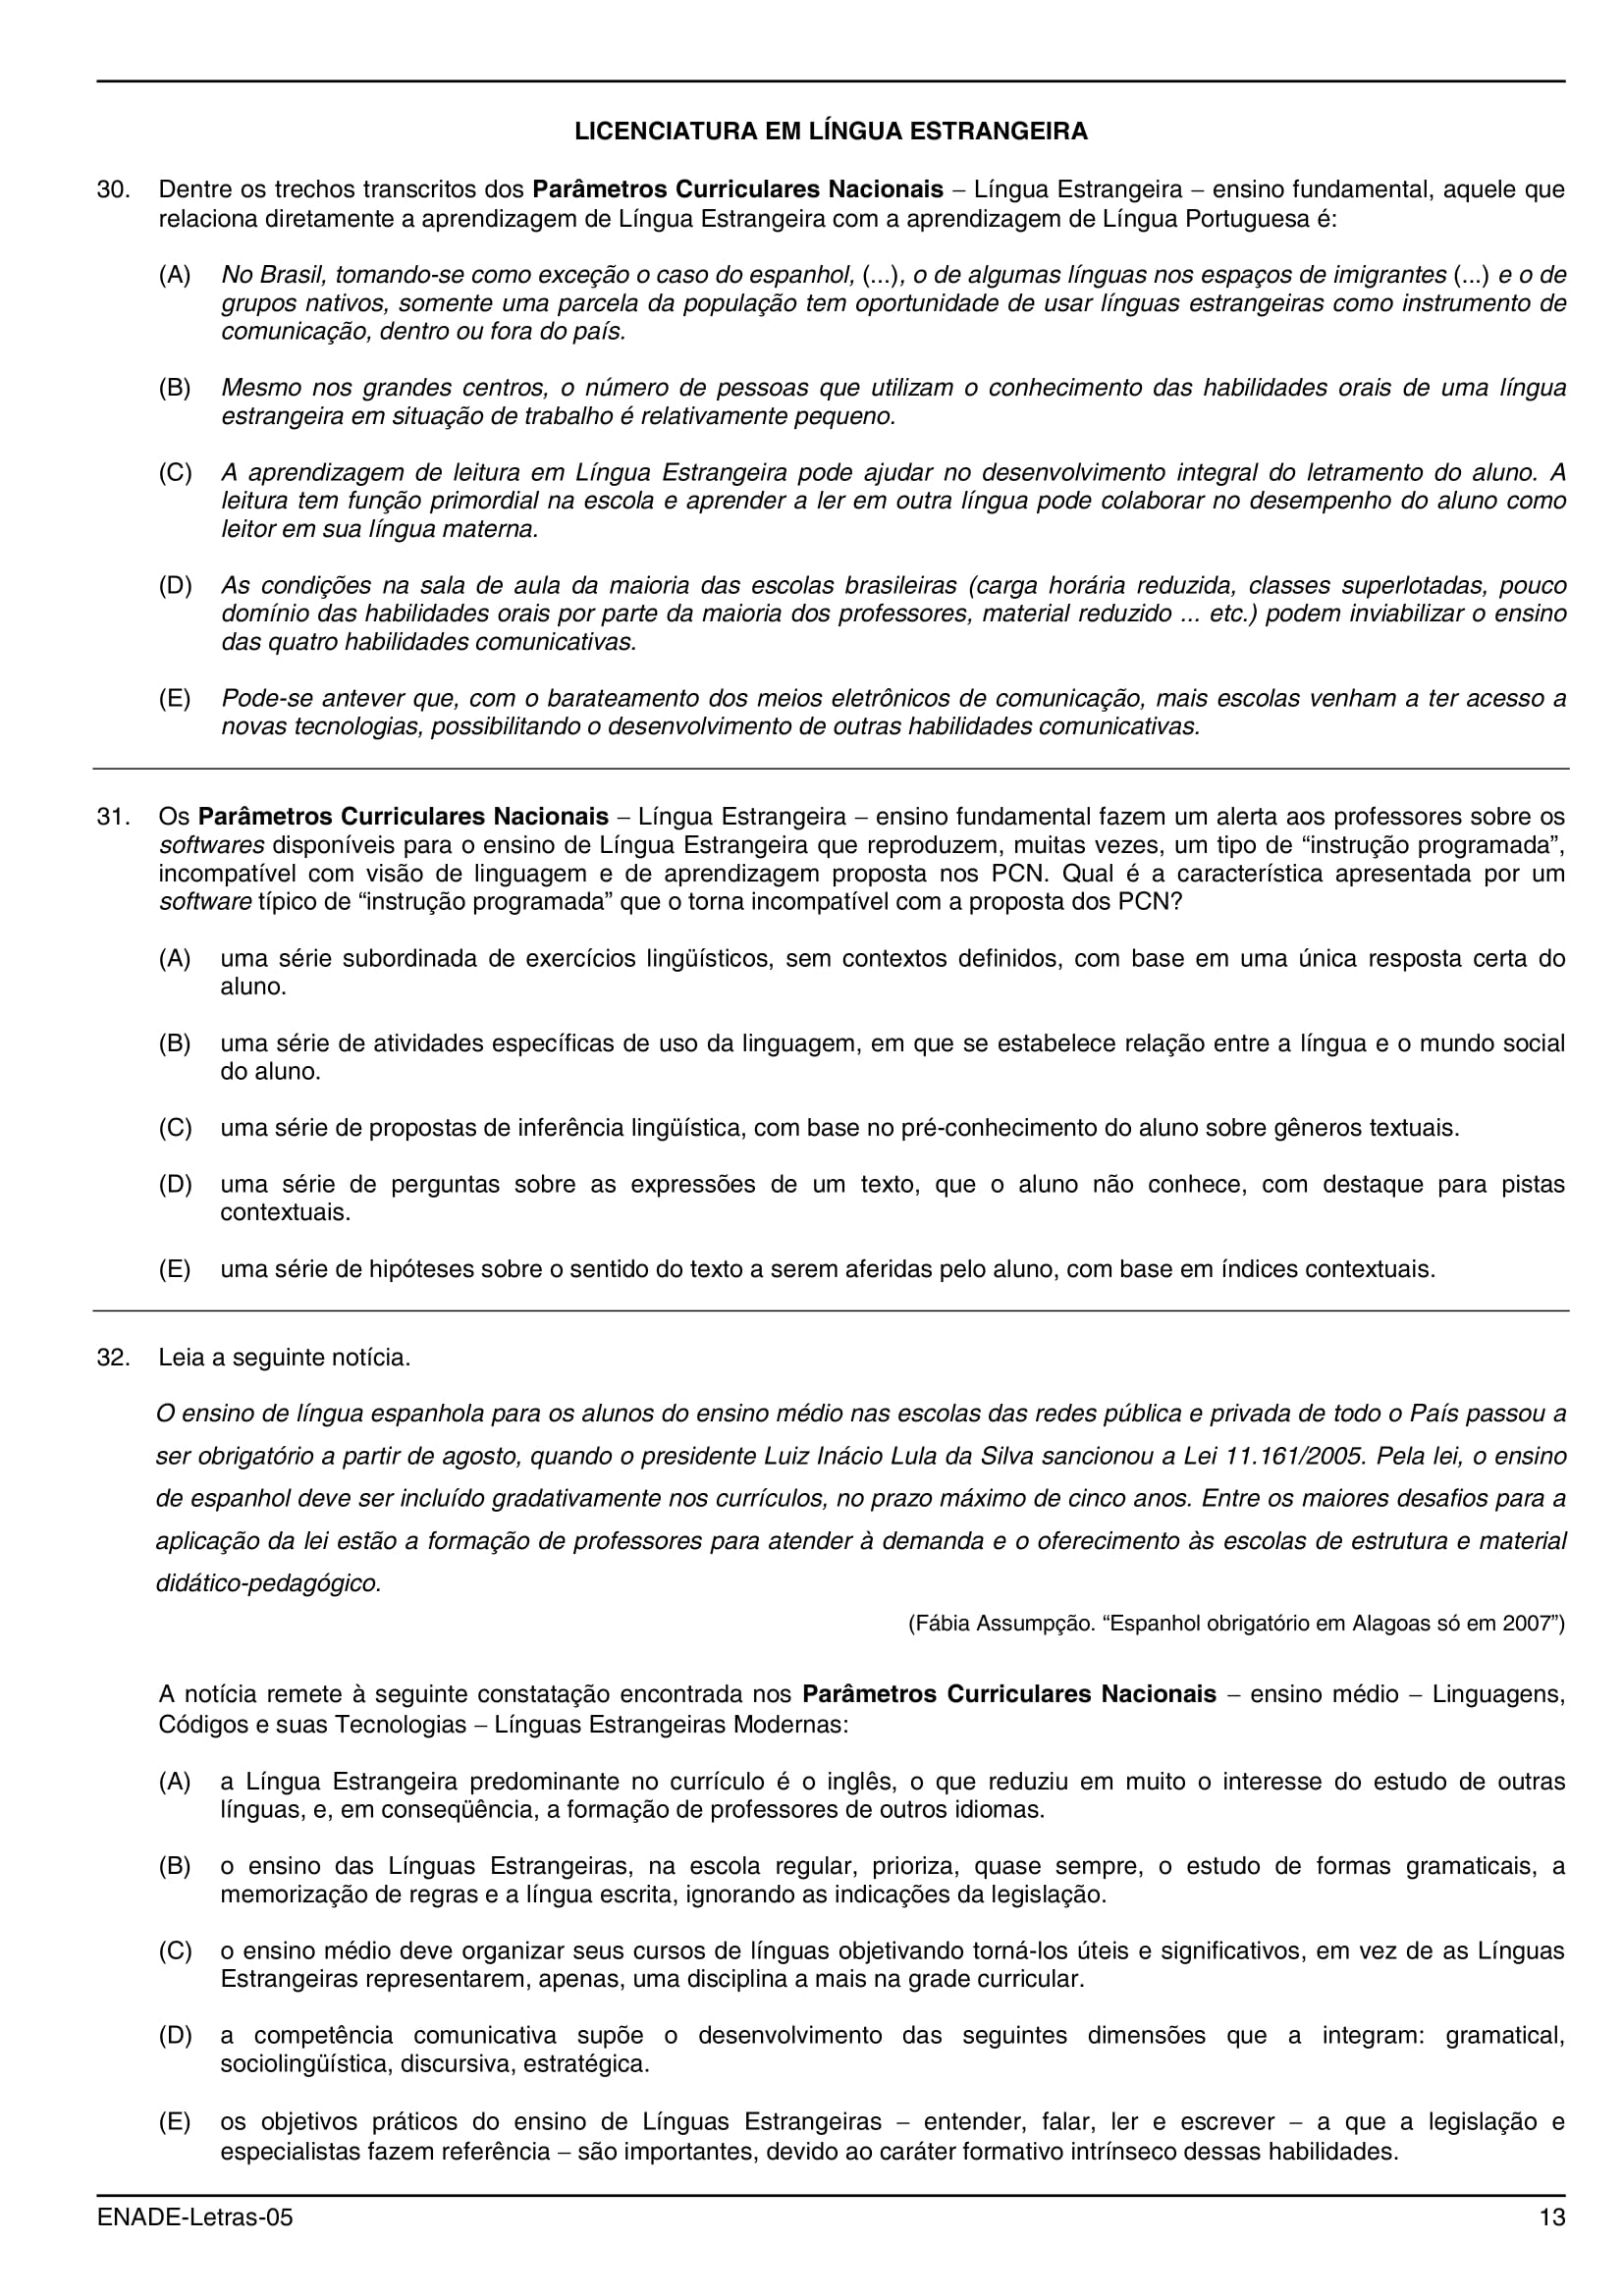 LICENCIATURA EM LÍNGUA ESTRANGEIRA
30. Dentre os trechos transcritos dos Parâmetros Curriculares Nacionais – Língua Estrangeira – ensino fundamental, aquele que
relaciona diretamente a aprendizagem de Língua Estrangeira com a aprendizagem de Língua Portuguesa é:
(A) No Brasil, tomando-se como exceção o caso do espanhol, (...), o de algumas línguas nos espaços de imigrantes (...) e o de
grupos nativos, somente uma parcela da população tem oportunidade de usar línguas estrangeiras como instrumento de
comunicação, dentro ou fora do país.
(B) Mesmo nos grandes centros, o número de pessoas que utilizam o conhecimento das habilidades orais de uma língua
estrangeira em situação de trabalho é relativamente pequeno.
(C) A aprendizagem de leitura em Língua Estrangeira pode ajudar no desenvolvimento integral do letramento do aluno. A
leitura tem função primordial na escola e aprender a ler em outra língua pode colaborar no desempenho do aluno como
leitor em sua língua materna.
(D) As condições na sala de aula da maioria das escolas brasileiras (carga horária reduzida, classes superlotadas, pouco
domínio das habilidades orais por parte da maioria dos professores, material reduzido ... etc.) podem inviabilizar o ensino
das quatro habilidades comunicativas.
(E) Pode-se antever que, com o barateamento dos meios eletrônicos de comunicação, mais escolas venham a ter acesso a
novas tecnologias, possibilitando o desenvolvimento de outras habilidades comunicativas.
31. Os Parâmetros Curriculares Nacionais – Língua Estrangeira – ensino fundamental fazem um alerta aos professores sobre os
softwares disponíveis para o ensino de Língua Estrangeira que reproduzem, muitas vezes, um tipo de “instrução programada”,
incompatível com visão de linguagem e de aprendizagem proposta nos PCN. Qual é a característica apresentada por um
software típico de “instrução programada” que o torna incompatível com a proposta dos PCN?
(A) uma série subordinada de exercícios lingüísticos, sem contextos definidos, com base em uma única resposta certa do
aluno.
(B) uma série de atividades específicas de uso da linguagem, em que se estabelece relação entre a língua e o mundo social
do aluno.
(C) uma série de propostas de inferência lingüística, com base no pré-conhecimento do aluno sobre gêneros textuais.
(D) uma série de perguntas sobre as expressões de um texto, que o aluno não conhece, com destaque para pistas
contextuais.
(E) uma série de hipóteses sobre o sentido do texto a serem aferidas pelo aluno, com base em índices contextuais.
32. Leia a seguinte notícia.
O ensino de língua espanhola para os alunos do ensino médio nas escolas das redes pública e privada de todo o País passou a
ser obrigatório a partir de agosto, quando o presidente Luiz Inácio Lula da Silva sancionou a Lei 11.161/2005. Pela lei, o ensino
de espanhol deve ser incluído gradativamente nos currículos, no prazo máximo de cinco anos. Entre os maiores desafios para a
aplicação da lei estão a formação de professores para atender à demanda e o oferecimento às escolas de estrutura e material
didático-pedagógico.
(Fábia Assumpção. “Espanhol obrigatório em Alagoas só em 2007”)
A notícia remete à seguinte constatação encontrada nos Parâmetros Curriculares Nacionais – ensino médio – Linguagens,
Códigos e suas Tecnologias – Línguas Estrangeiras Modernas:
(A) a Língua Estrangeira predominante no currículo é o inglês, o que reduziu em muito o interesse do estudo de outras
línguas, e, em conseqüência, a formação de professores de outros idiomas.
(B) o ensino das Línguas Estrangeiras, na escola regular, prioriza, quase sempre, o estudo de formas gramaticais, a
memorização de regras e a língua escrita, ignorando as indicações da legislação.
(C) o ensino médio deve organizar seus cursos de línguas objetivando torná-los úteis e significativos, em vez de as Línguas
Estrangeiras representarem, apenas, uma disciplina a mais na grade curricular.
(D) a competência comunicativa supõe o desenvolvimento das seguintes dimensões que a integram: gramatical,
sociolingüística, discursiva, estratégica.
(E) os objetivos práticos do ensino de Línguas Estrangeiras – entender, falar, ler e escrever – a que a legislação e
especialistas fazem referência – são importantes, devido ao caráter formativo intrínseco dessas habilidades.
ENADE-Letras-05 13